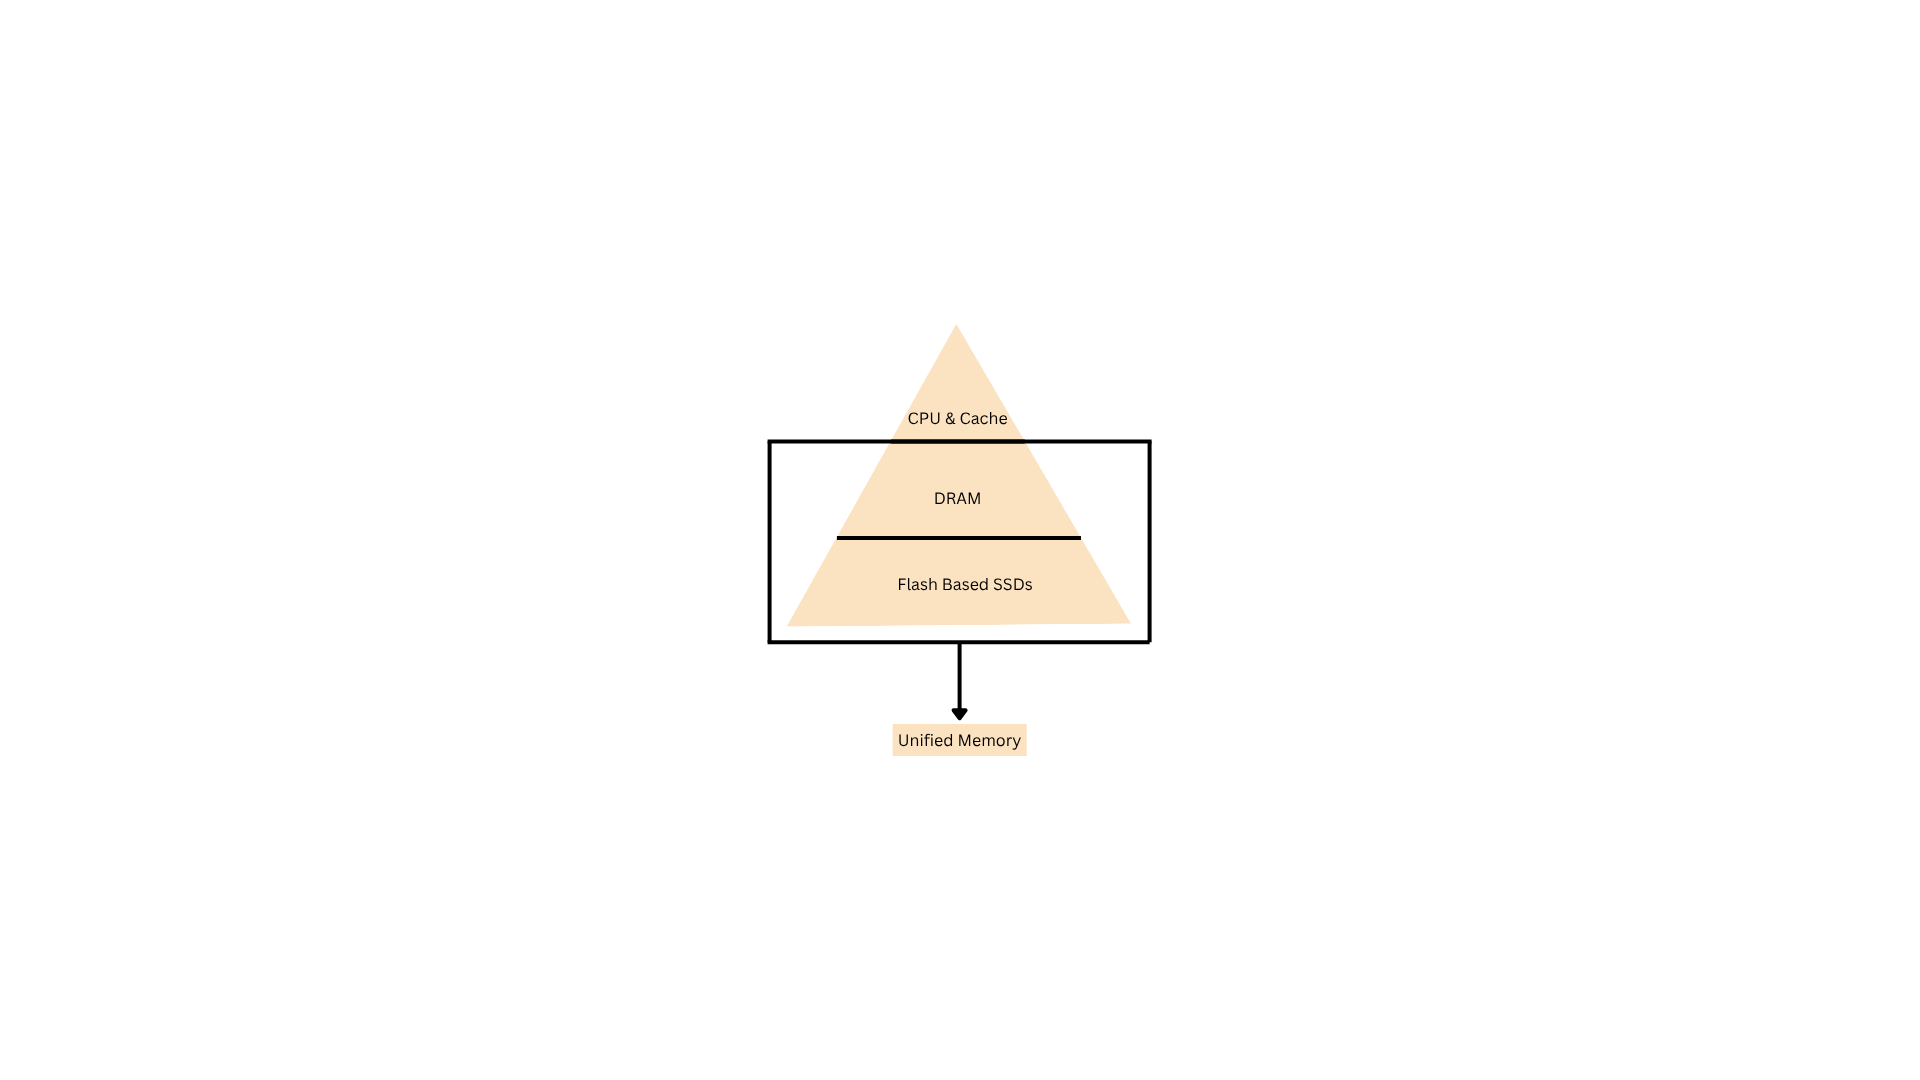 CPU & Cache
DRAM
Flash Based SSDs
Unified Memory